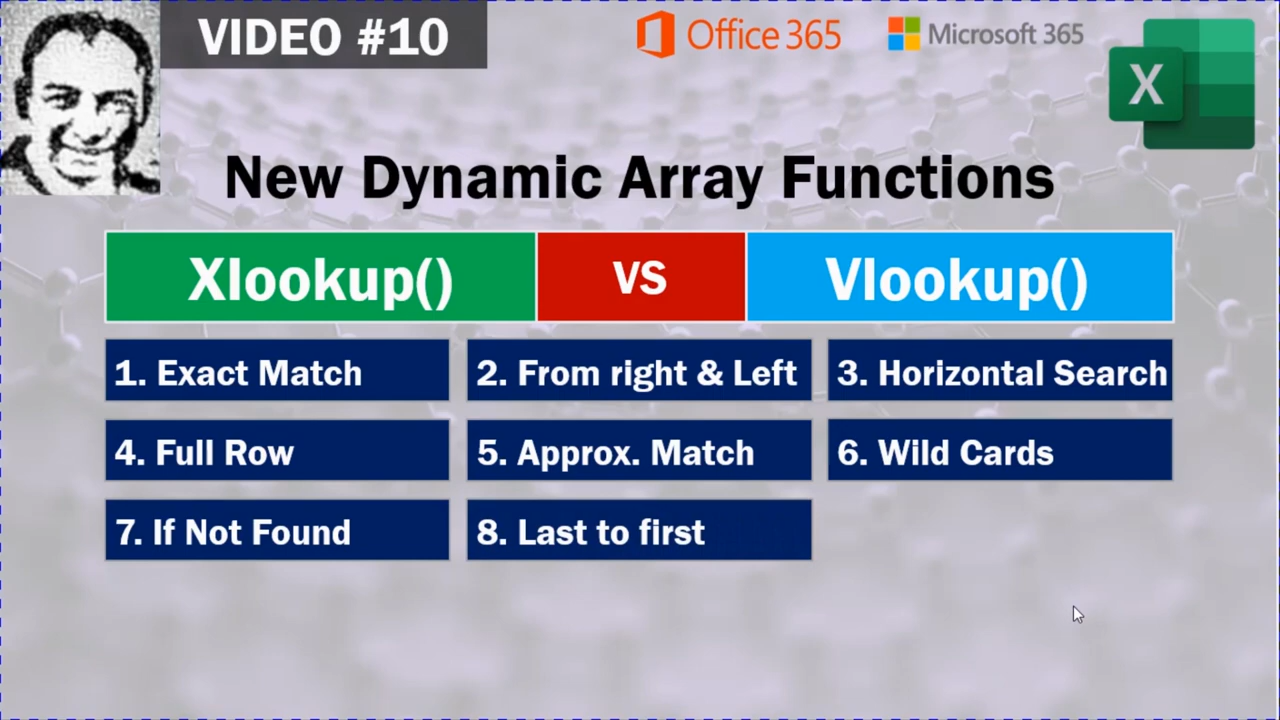 VIDEO #10
Office 365
Microsoft 365
X
New Dynamic Array Functions
Xlookup() VS Vlookup()
1. Exact Match
2. From right & Left
3. Horizontal Search
4. Full Row
5. Approx. Match
6. Wild Cards
7. If Not Found
8. Last to first